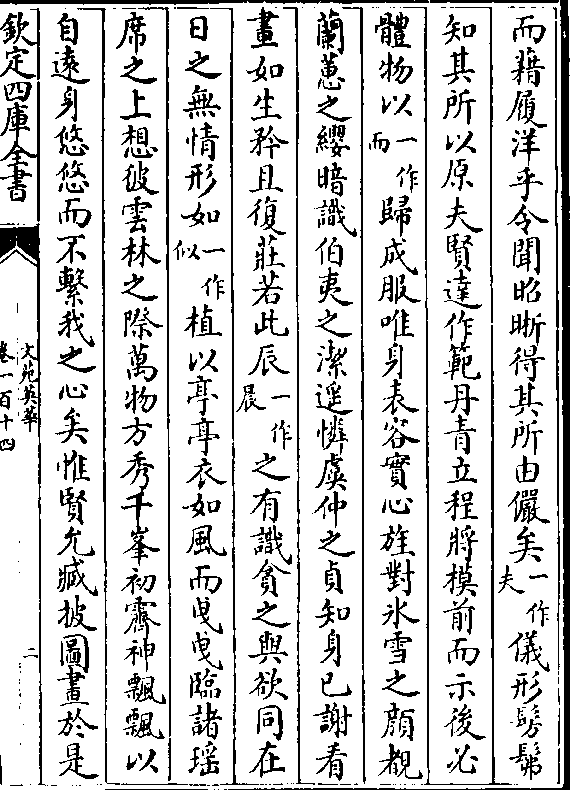 而藉履洋乎令聞昭晰得其所由儼矣一作夫儀形髣髴
知其所以原夫賢達作範丹青立程將模前而示後必
體物以一作而歸成服唯身表容實心旌對氷雪之顔覩
蘭蕙之纓暗識伯夷之潔遥憐虞仲之貞知身已謝看
畫如生矜且復莊若此辰一作晨之有識貪之與欲同在
日之無情形如一作似植以亭亭衣如風而曳曳臨諸瑶
席之上想彼雲林之際萬物方秀千峯初霽神飄飄以
自逺身悠悠而不繫我之心矣惟賢允臧披圖畫於是
欽定四庫全書
文苑英華
卷一百十四
二